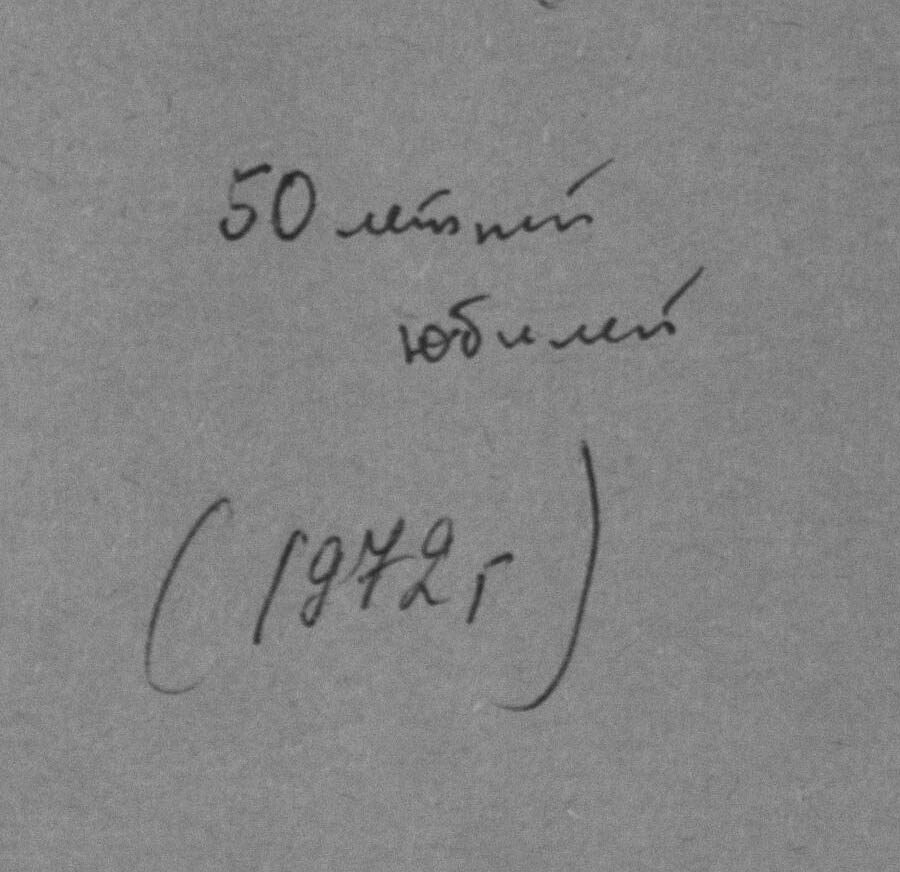 50 летний
юбилей
(1972 г)